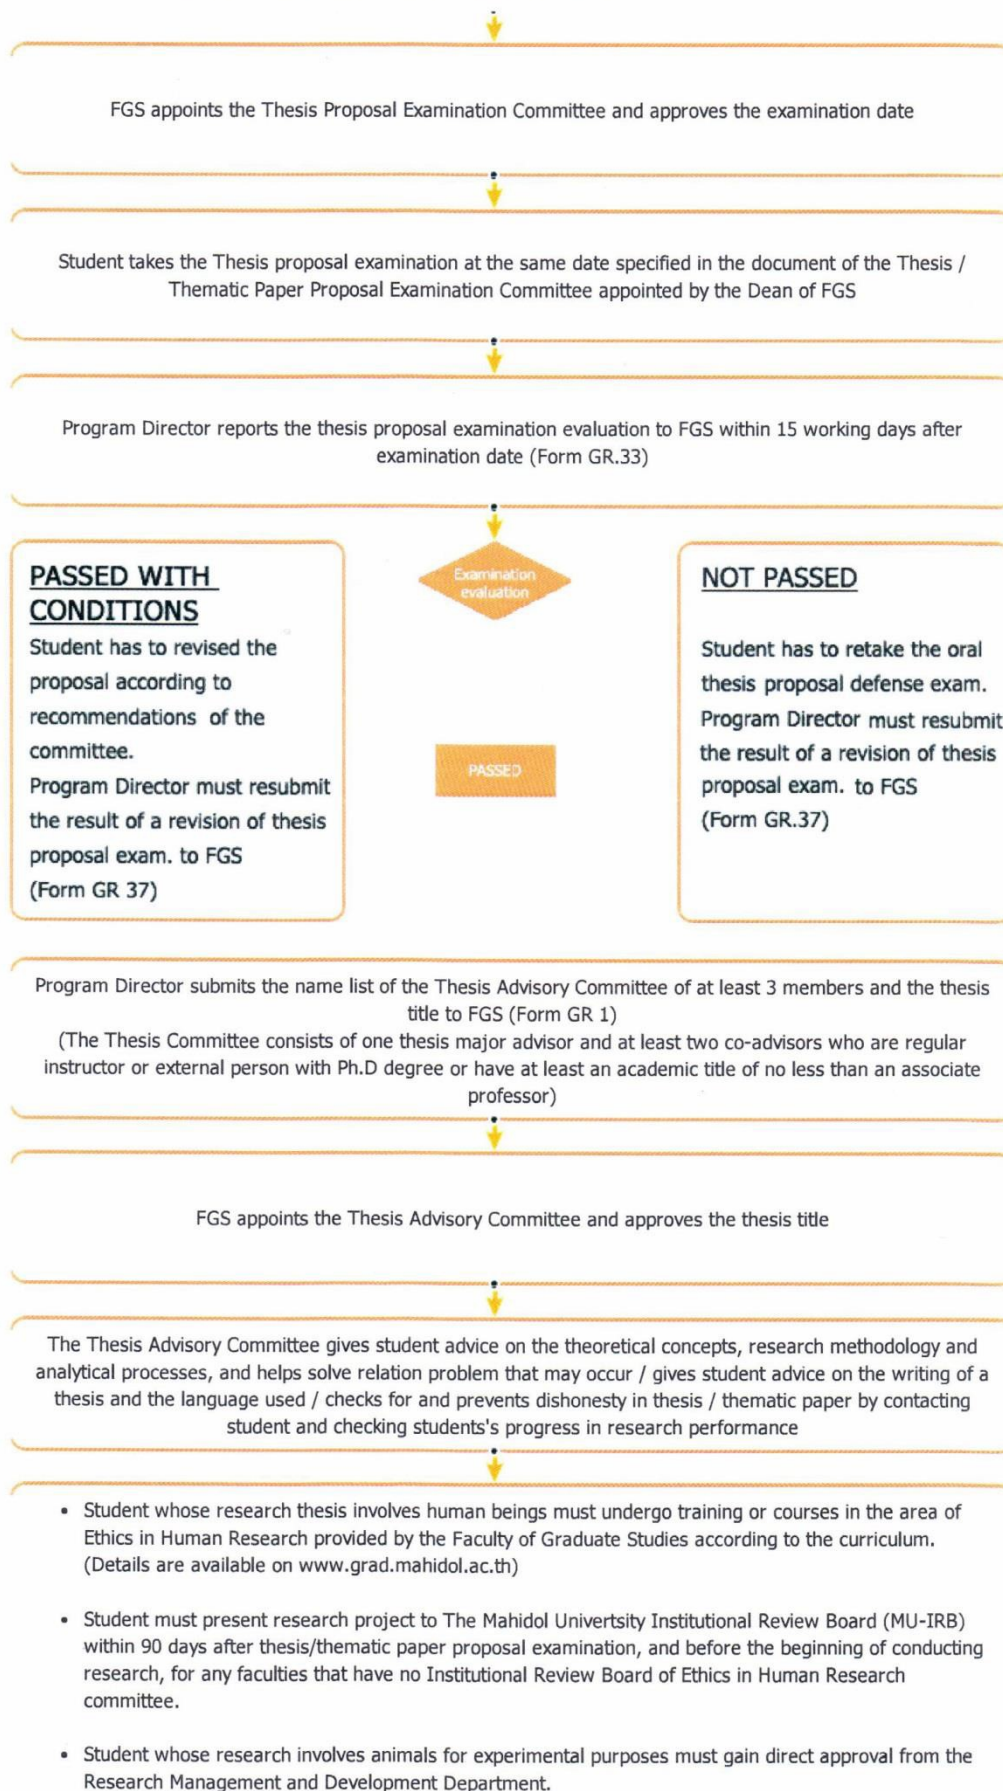 FGS appoints the Thesis Proposal Examination Committee and approves the examination date
Student takes the Thesis proposal examination at the same date specified in the document of the Thesis /
Thematic Paper Proposal Examination Committee appointed by the Dean of FGS
Program Director reports the thesis proposal examination evaluation to FGS within 15 working days after
examination date (Form GR.33)
PASSED WITH
CONDITIONS
Student has to revised the
proposal according to
recommendations of the
committee.
Program Director must resubmit
the result of a revision of thesis
proposal exam. to FGS
(Form GR 37)
Examination
evaluation
PASSED
NOT PASSED
Student has to retake the oral
thesis proposal defense exam.
Program Director must resubmit
the result of a revision of thesis
proposal exam. to FGS
(Form GR.37)
Program Director submits the name list of the Thesis Advisory Committee of at least 3 members and the thesis
title to FGS (Form GR 1)
(The Thesis Committee consists of one thesis major advisor and at least two co-advisors who are regular
instructor or external person with Ph.D degree or have at least an academic title of no less than an associate
professor)
FGS appoints the Thesis Advisory Committee and approves the thesis title
The Thesis Advisory Committee gives student advice on the theoretical concepts, research methodology and
analytical processes, and helps solve relation problem that may occur / gives student advice on the writing of a
thesis and the language used / checks for and prevents dishonesty in thesis / thematic paper by contacting
student and checking students's progress in research performance
• Student whose research thesis involves human beings must undergo training or courses in the area of
Ethics in Human Research provided by the Faculty of Graduate Studies according to the curriculum.
(Details are available on www.grad.mahidol.ac.th)
• Student must present research project to The Mahidol Univertsity Institutional Review Board (MU-IRB)
within 90 days after thesis/thematic paper proposal examination, and before the beginning of conducting
research, for any faculties that have no Institutional Review Board of Ethics in Human Research
committee.
• Student whose research involves animals for experimental purposes must gain direct approval from the
Research Management and Development Department.